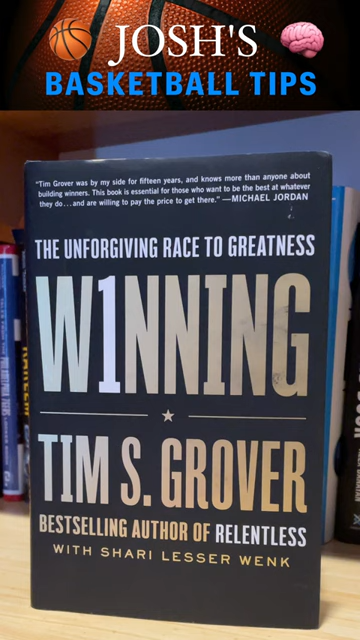 JOSH'S
BASKETBALL TIPS
"Tim Grover was by my side for fifteen years, and knows more than anyone about
building winners. This book is essential for those who want to be the best at whatever
they do...and are willing to pay the price to get there." —MICHAEL JORDAN
THE UNFORGIVING RACE TO GREATNESS
W1NNING
TIM S. GROVER
BESTSELLING AUTHOR OF RELENTLESS
WITH SHARI LESSER WENK